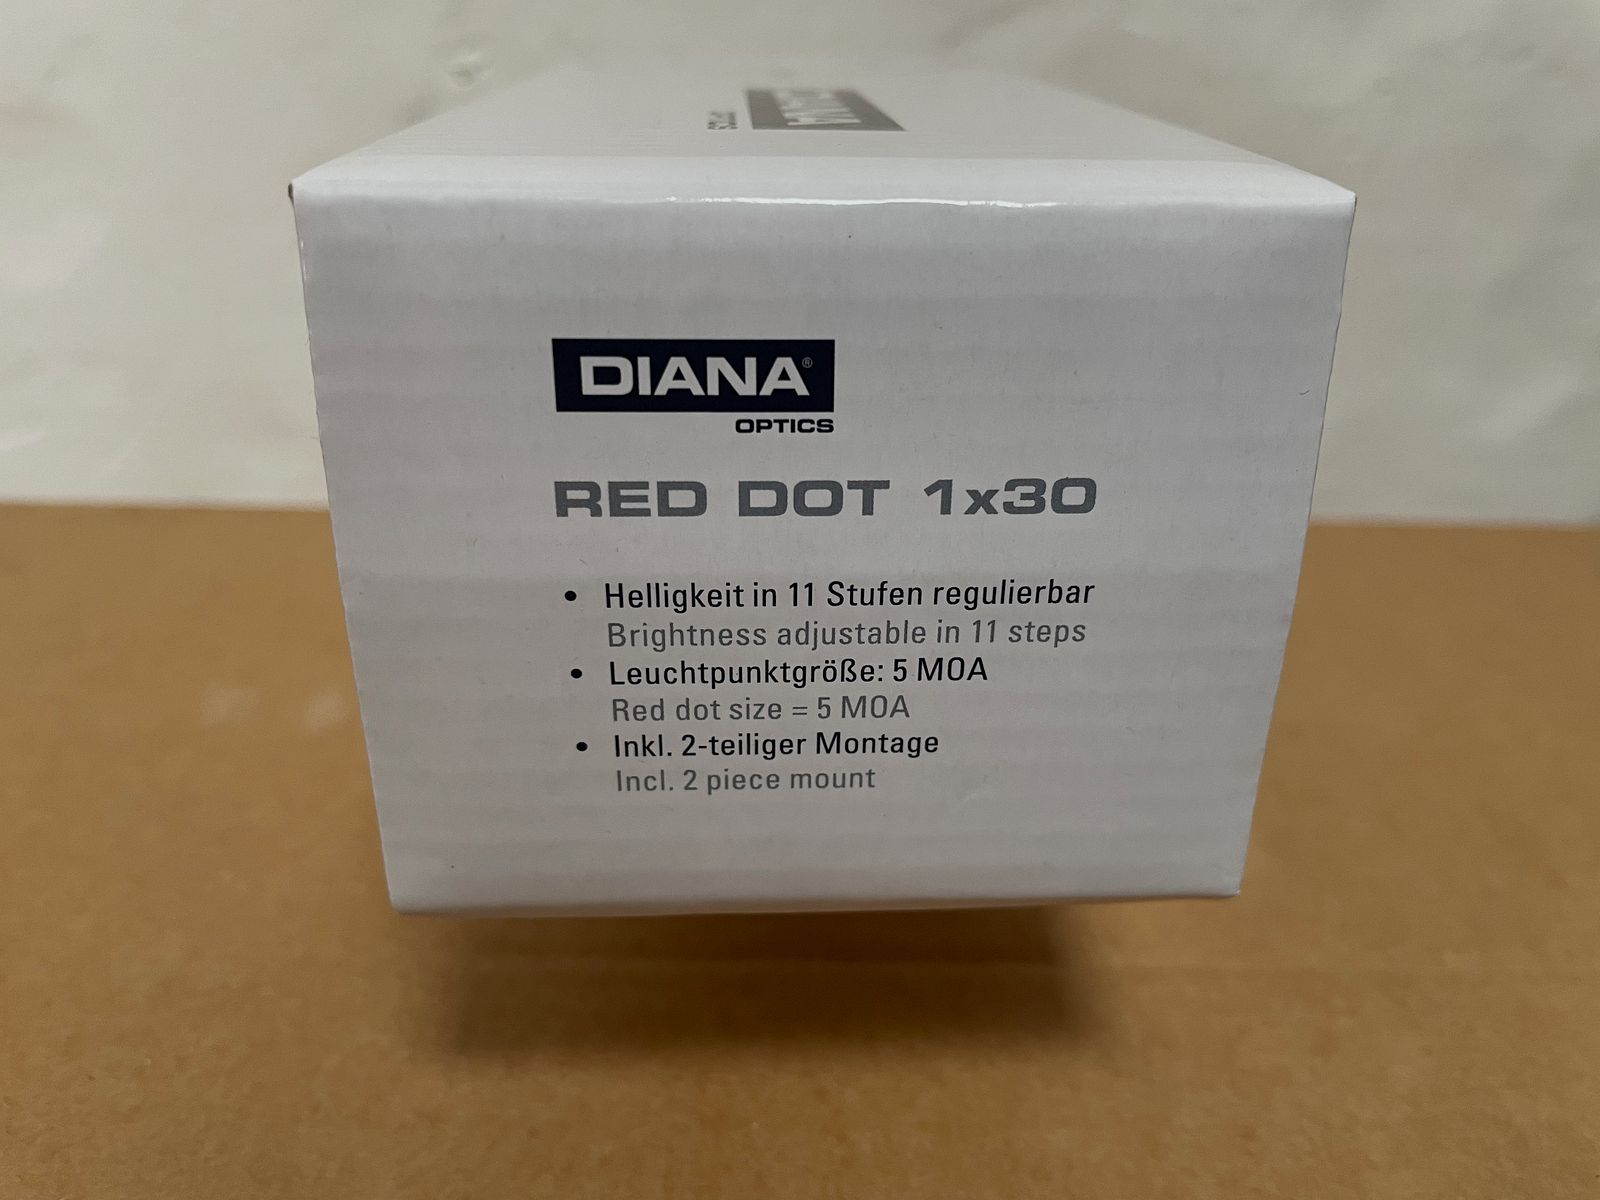 DIANA®
OPTICS
RED DOT 1x30
• Helligkeit in 11 Stufen regulierbar
Brightness adjustable in 11 steps
• Leuchtpunktgröße: 5 MOA
Red dot size = 5 MOA
• Inkl. 2-teiliger Montage
Incl. 2 piece mount